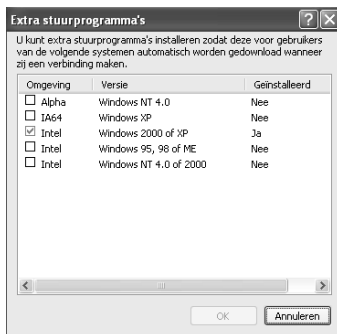 Extra stuurprogramma's
U kunt extra stuurprogramma's installeren zodat deze voor gebruikers
van de volgende systemen automatisch worden gedownload wanneer
zij een verbinding maken.
Omgeving Versie Geïnstalleerd
Alpha Windows NT 4.0 Nee
IA64 Windows XP Nee
Intel Windows 2000 of XP Ja
Intel Windows 95, 98 of ME Nee
Intel Windows NT 4.0 of 2000 Nee
OK Annuleren